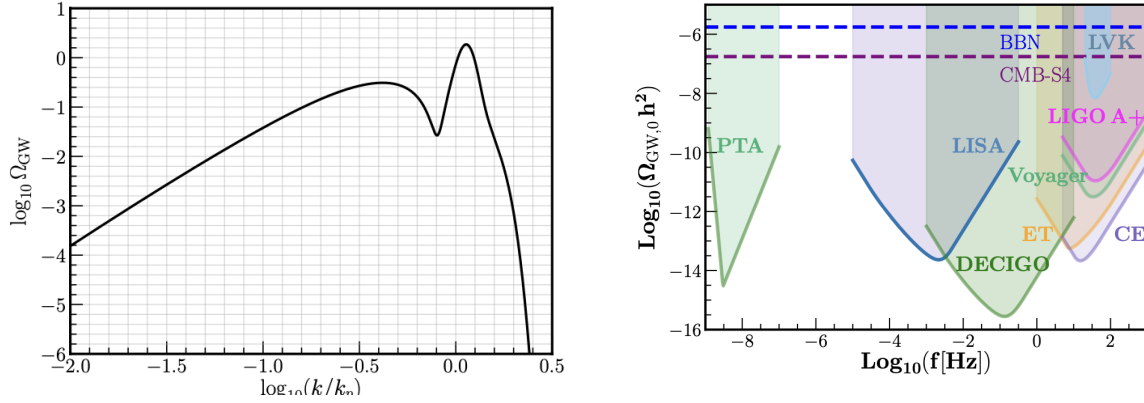 1
0
−1
−2
−3
−4
−5
−6
log₁₀ Ω_GW
−2.0 −1.5 −1.0 −0.5 0.0 0.5
log₁₀(k/kₚ)
−6
−8
−10
−12
−14
−16
Log₁₀(Ω_GW,0 h²)
BBN
LVK
CMB-S4
LIGO A+
PTA
LISA
Voyager
ET
CE
DECIGO
−8 −6 −4 −2 0 2
Log₁₀(f[Hz])